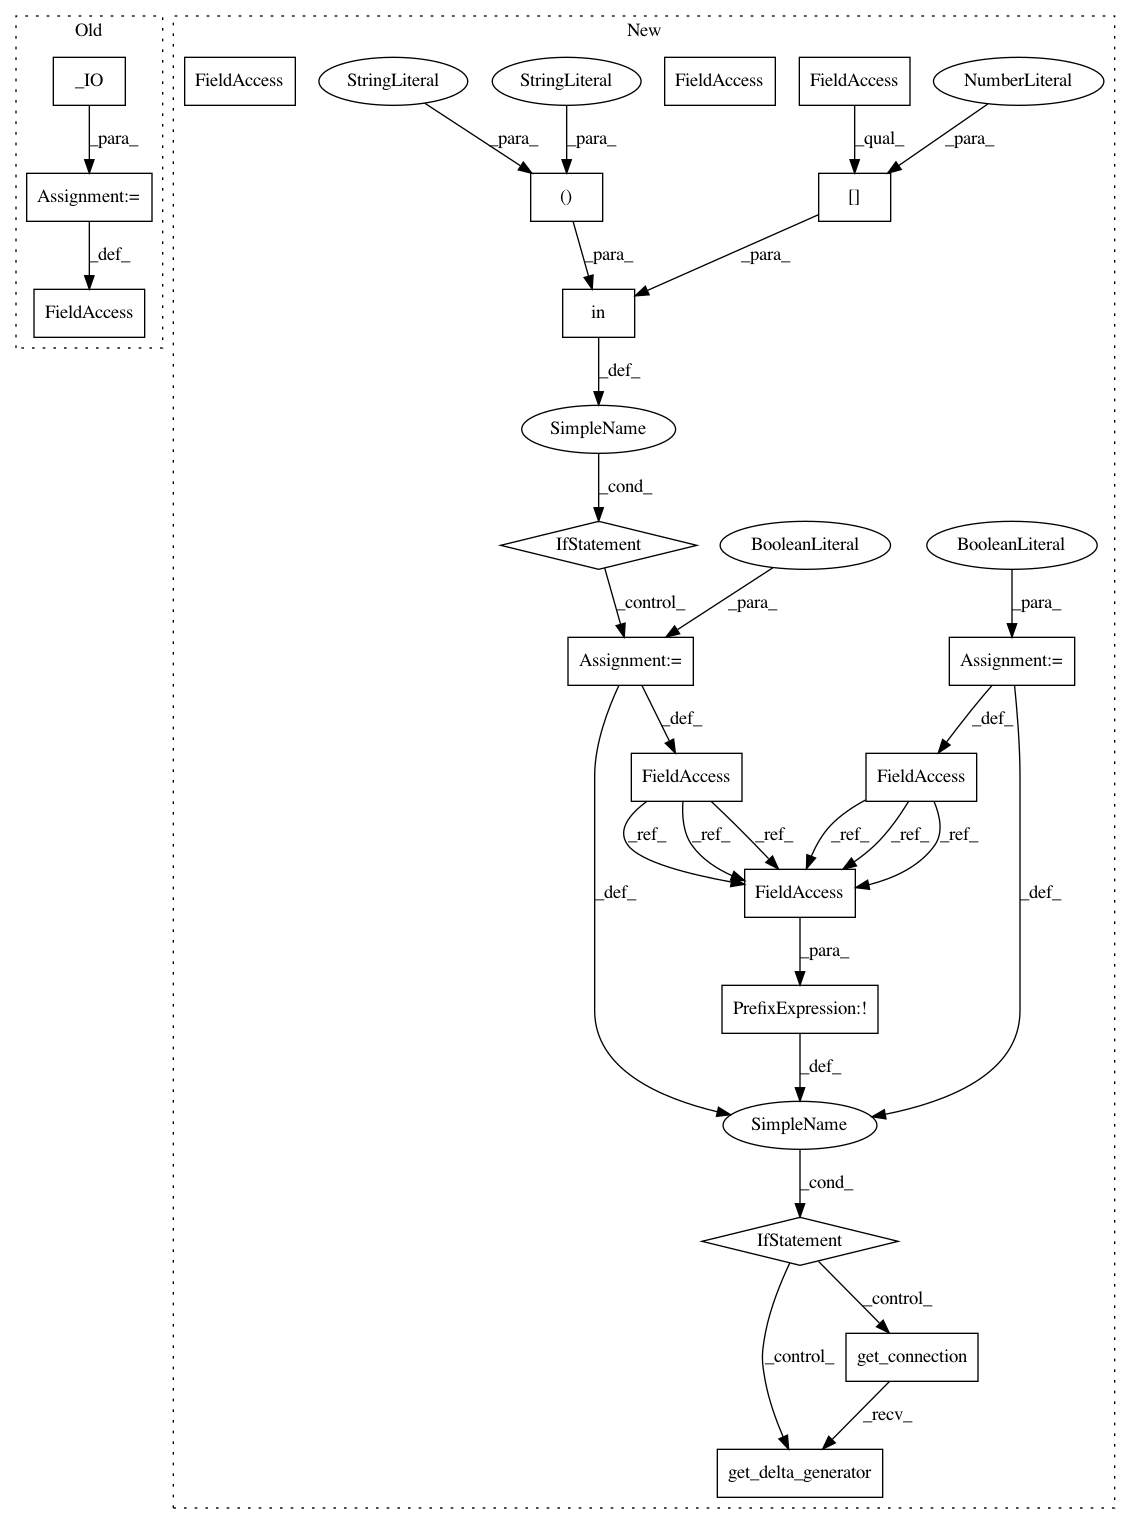 Old
New
_IO
FieldAccess
StringLiteral
StringLiteral
FieldAccess
FieldAccess
NumberLiteral
_para_
_para_
_para_
_qual_
_para_
Assignment:=
()
[]
_def_
_para_
_para_
FieldAccess
in
_def_
SimpleName
_cond_
IfStatement
BooleanLiteral
BooleanLiteral
_control_
_para_
_para_
Assignment:=
Assignment:=
_def_
_def_
FieldAccess
FieldAccess
_ref_
_ref_
_ref_
_ref_
_ref_
_ref_
_def_
FieldAccess
_def_
_para_
PrefixExpression:!
_def_
SimpleName
_cond_
IfStatement
_control_
_control_
get_connection
_recv_
get_delta_generator